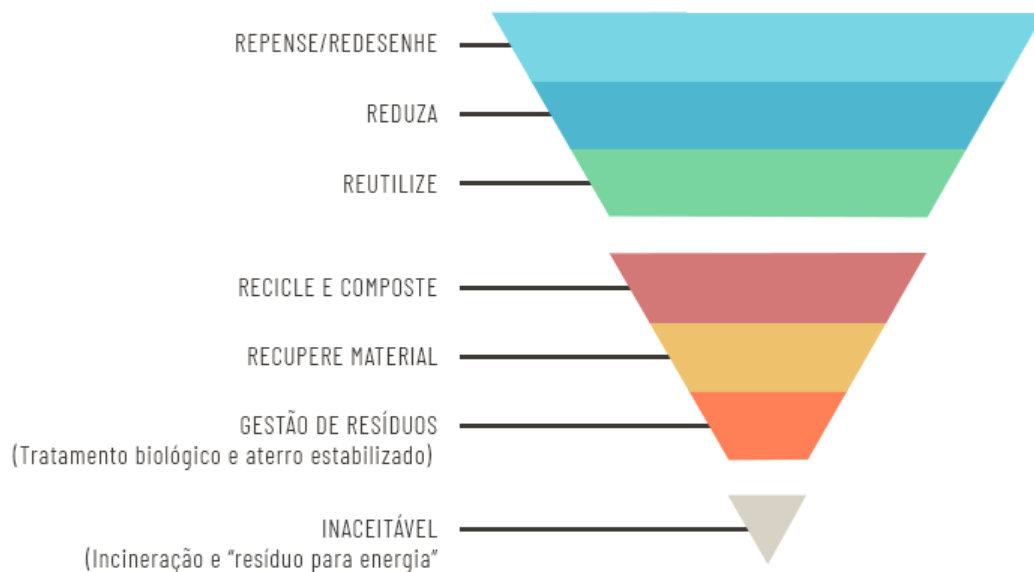 REPENSE/REDESENHE
REDUZA
REUTILIZE
RECICLE E COMPOSTE
RECUPERE MATERIAL
GESTÃO DE RESÍDUOS
(Tratamento biológico e aterro estabilizado)
INACEITÁVEL
(Incineração e “resíduo para energia”